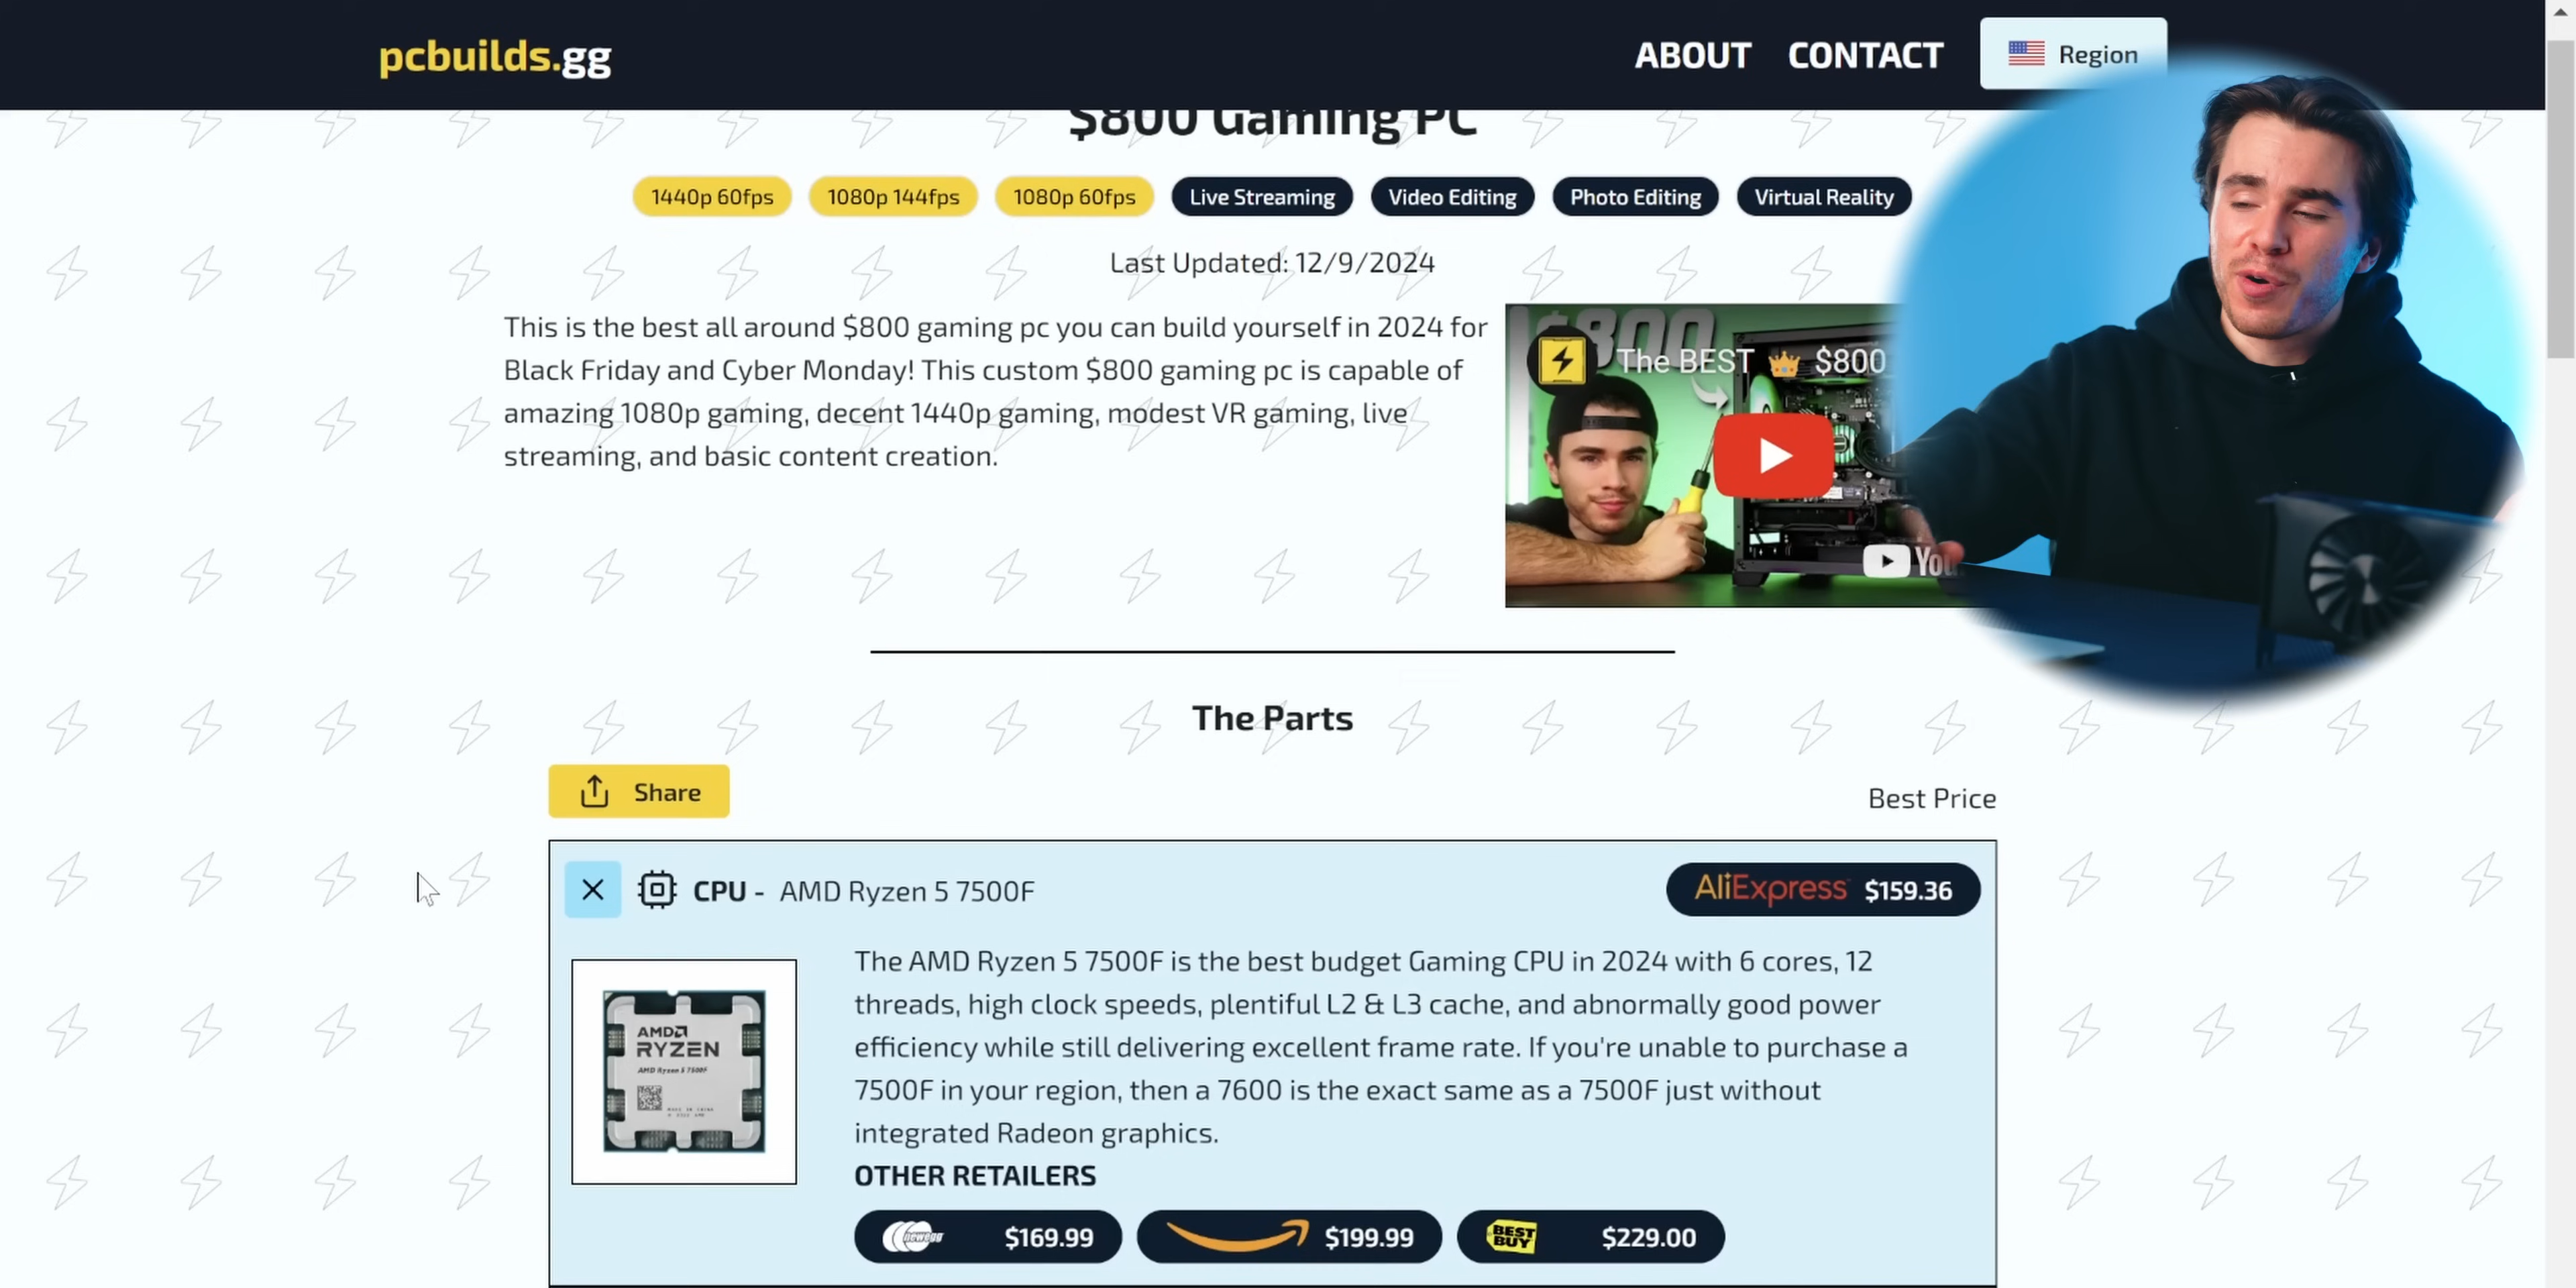 pcbuilds.gg
ABOUT CONTACT Region
$800 Gaming PC
1440p 60fps 1080p 144fps 1080p 60fps Live Streaming Video Editing Photo Editing Virtual Reality
Last Updated: 12/9/2024
This is the best all around $800 gaming pc you can build yourself in 2024 for
Black Friday and Cyber Monday! This custom $800 gaming pc is capable of
amazing 1080p gaming, decent 1440p gaming, modest VR gaming, live
streaming, and basic content creation.
$800
The BEST 👑 $800
You
The Parts
Share
Best Price
CPU - AMD Ryzen 5 7500F
AliExpress $159.36
AMD
RYZEN
AMD Ryzen 5 7500F
The AMD Ryzen 5 7500F is the best budget Gaming CPU in 2024 with 6 cores, 12
threads, high clock speeds, plentiful L2 & L3 cache, and abnormally good power
efficiency while still delivering excellent frame rate. If you're unable to purchase a
7500F in your region, then a 7600 is the exact same as a 7500F just without
integrated Radeon graphics.
OTHER RETAILERS
newegg $169.99
$199.99
BEST BUY $229.00